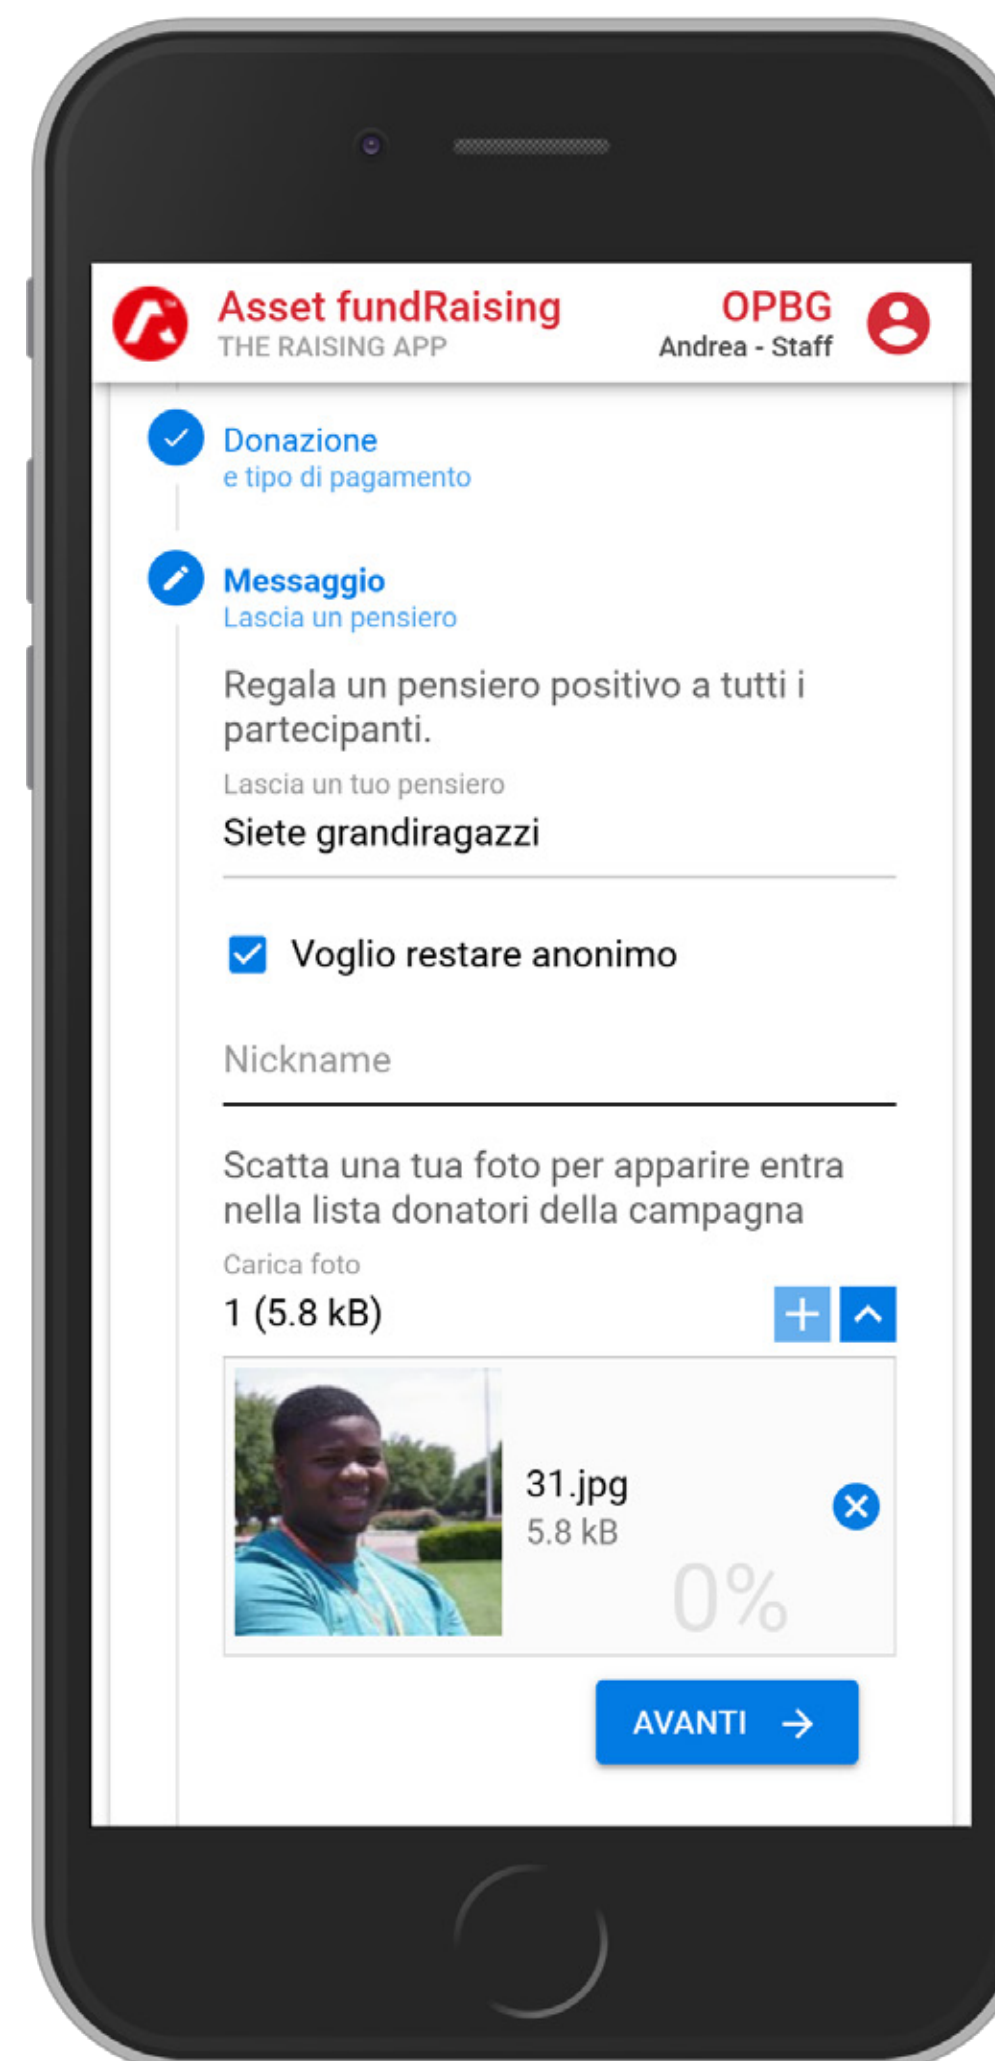 Asset fundRaising
THE RAISING APP
OPBG
Andrea - Staff
Donazione
e tipo di pagamento
Messaggio
Lascia un pensiero
Regala un pensiero positivo a tutti i
partecipanti.
Lascia un tuo pensiero
Siete grandiragazzi
Voglio restare anonimo
Nickname
Scatta una tua foto per apparire entra
nella lista donatori della campagna
Carica foto
1 (5.8 kB)
31.jpg
5.8 kB
0%
AVANTI